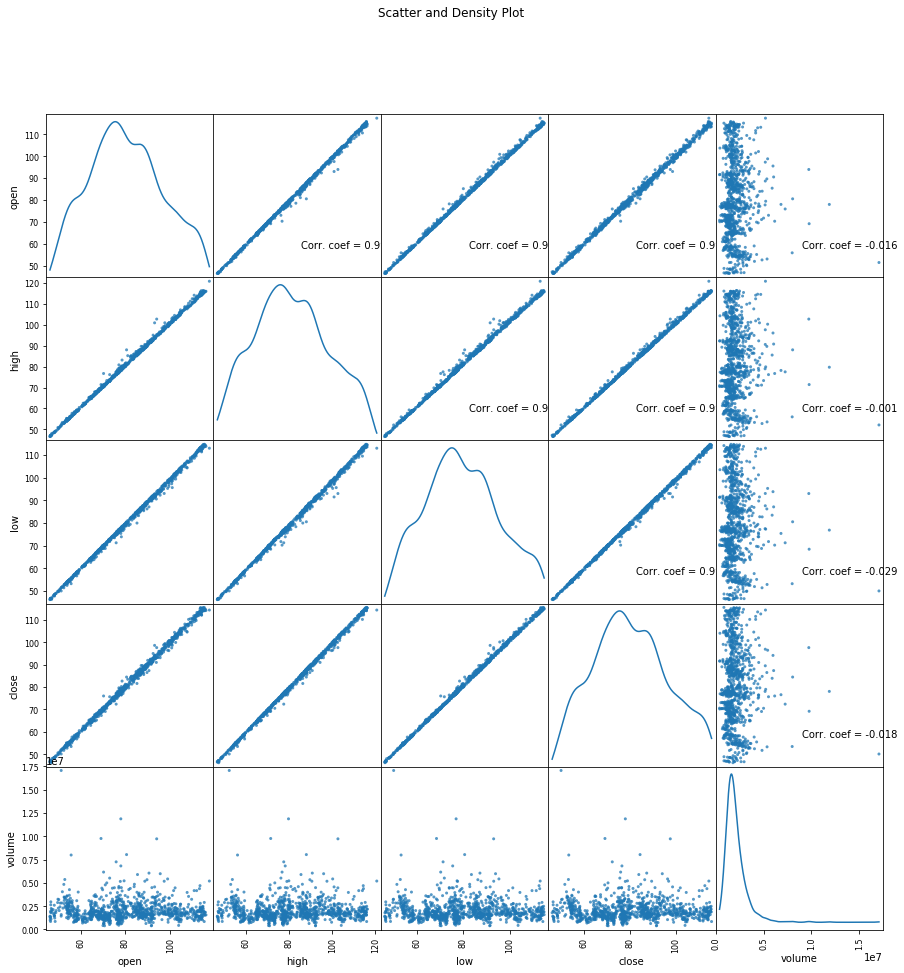 Scatter and Density Plot
110
100
90
80
70
60
50
open
Corr. coef = 0.9
Corr. coef = 0.9
Corr. coef = 0.9
Corr. coef = -0.016
120
110
100
90
80
70
60
50
high
Corr. coef = 0.9
Corr. coef = 0.9
Corr. coef = -0.001
110
100
90
80
70
60
50
low
Corr. coef = 0.9
Corr. coef = -0.029
110
100
90
80
70
60
50
close
Corr. coef = -0.018
1e7
1.75
1.50
1.25
1.00
0.75
0.50
0.25
0.00
volume
60 80 100 60 80 100 120 60 80 100 60 80 100 0.0 0.5 1.0 1.5
open high low close volume 1e7